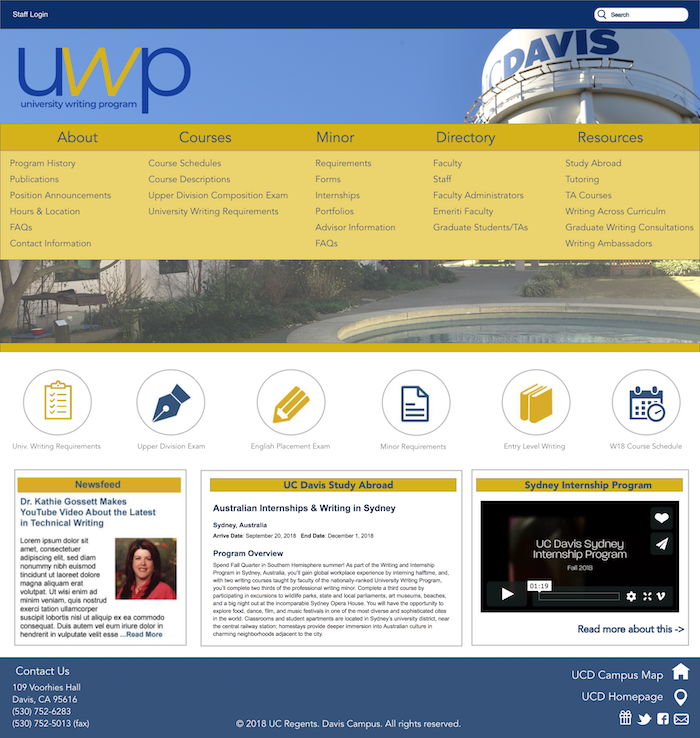 Staff Login
Search
DAVIS
uwp
university writing program
About Courses Minor Directory Resources
Program History
Publications
Position Announcements
Hours & Location
FAQs
Contact Information
Course Schedules
Course Descriptions
Upper Division Composition Exam
University Writing Requirements
Requirements
Forms
Internships
Portfolios
Advisor Information
FAQs
Faculty
Staff
Faculty Administrators
Emeriti Faculty
Graduate Students/TAs
Study Abroad
Tutoring
TA Courses
Writing Across Curriculm
Graduate Writing Consultations
Writing Ambassadors
Univ. Writing Requirements
Upper Division Exam
English Placement Exam
Minor Requirements
Entry Level Writing
W18 Course Schedule
Newsfeed
Dr. Kathie Gossett Makes
YouTube Video About the Latest
in Technical Writing
Lorem ipsum dolor sit
amet, consectetuer
adipiscing elit, sed diam
nonummy nibh euismod
tincidunt ut laoreet dolore
magna aliquam erat
volutpat. Ut wisi enim ad
minim veniam, quis nostrud
exerci tation ullamcorper
suscipit lobortis nisl ut aliquip ex ea commodo
consequat. Duis autem vel eum iriure dolor in
hendrerit in vulputate velit esse ...Read More
UC Davis Study Abroad
Australian Internships & Writing in Sydney
Sydney, Australia
Arrive Date: September 20, 2018 End Date: December 1, 2018
Program Overview
Spend Fall Quarter in Southern Hemisphere summer! As part of the Writing and Internship
Program in Sydney, Australia, you'll gain global workplace experience by interning halftime, and,
with two writing courses taught by faculty of the nationally-ranked University Writing Program,
you'll complete two thirds of the professional writing minor. Complete a third course by
participating in excursions to wildlife parks, state and local parliaments, art museums, beaches,
and a big night out at the incomparable Sydney Opera House. You will have the opportunity to
explore food, dance, film, and music festivals in one of the most diverse and sophisticated cites
in the world. Classrooms and student apartments are located in Sydney's university district, near
the central railway station; homestays provide deeper immersion into Australian culture in
charming neighborhoods adjacent to the city.
Sydney Internship Program
UC Davis Sydney
Internship Program
Fall 2018
01:19
Read more about this ->
Contact Us
109 Voorhies Hall
Davis, CA 95616
(530) 752-6283
(530) 752-5013 (fax)
© 2018 UC Regents. Davis Campus. All rights reserved.
UCD Campus Map
UCD Homepage